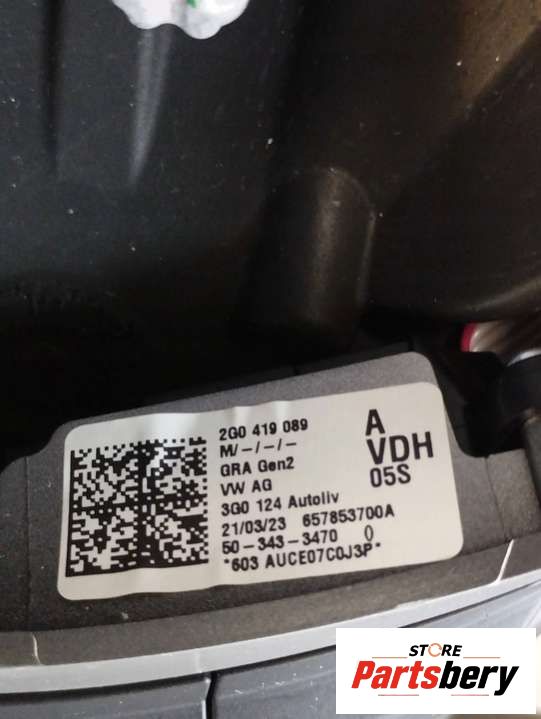 2G0 419 089
A
M/-/-/-
VDH
GRA Gen2
05S
VW AG
3G0 124 Autoliv
21/03/23 657853700A
50-343-3470 0
*603 AUCE07C0J3P*
STORE
Partsbery